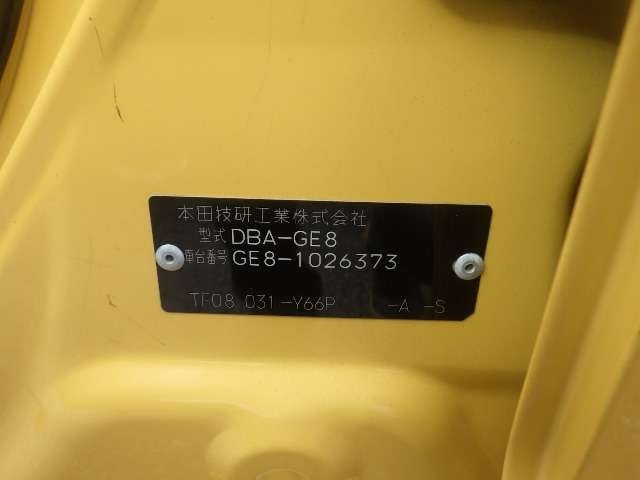 本田技研工業株式会社
型式 DBA-GE8
車台番号 GE8-1026373
TF08 031 -Y66P -A -S